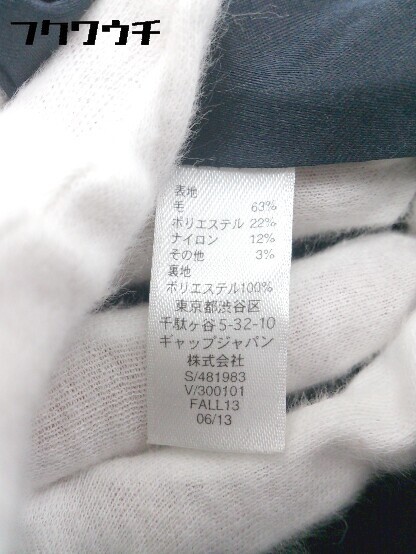 フクワウチ
表地
毛 63%
ポリエステル 22%
ナイロン 12%
その他 3%
裏地
ポリエステル100%
東京都渋谷区
千駄ヶ谷5-32-10
ギャップジャパン
株式会社
S/481983
V/300101
FALL13
06/13